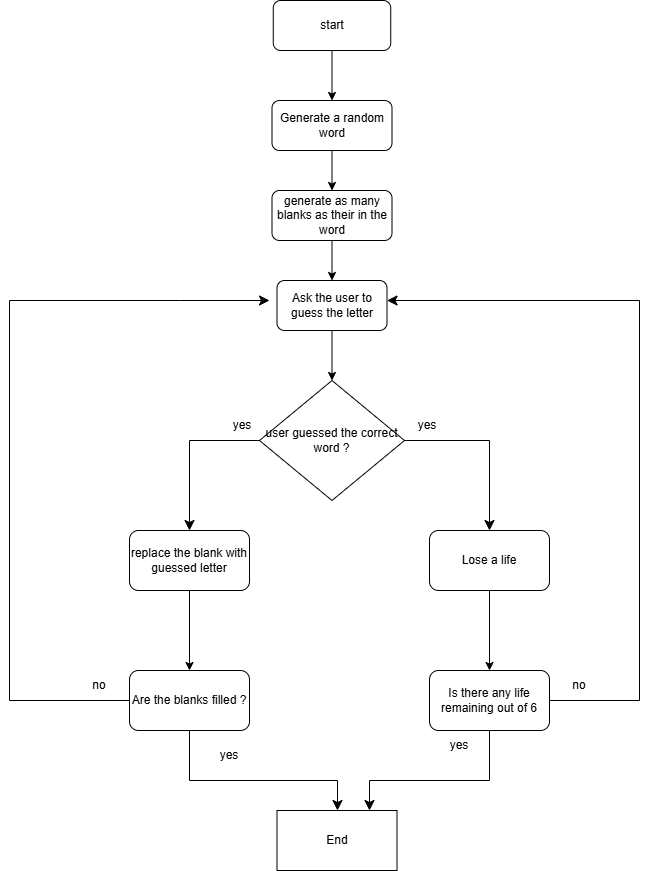 start
Generate a random
word
generate as many
blanks as their in the
word
Ask the user to
guess the letter
yes
user guessed the correct
word ?
yes
replace the blank with
guessed letter
Lose a life
no
Are the blanks filled ?
Is there any life
remaining out of 6
no
yes
yes
End